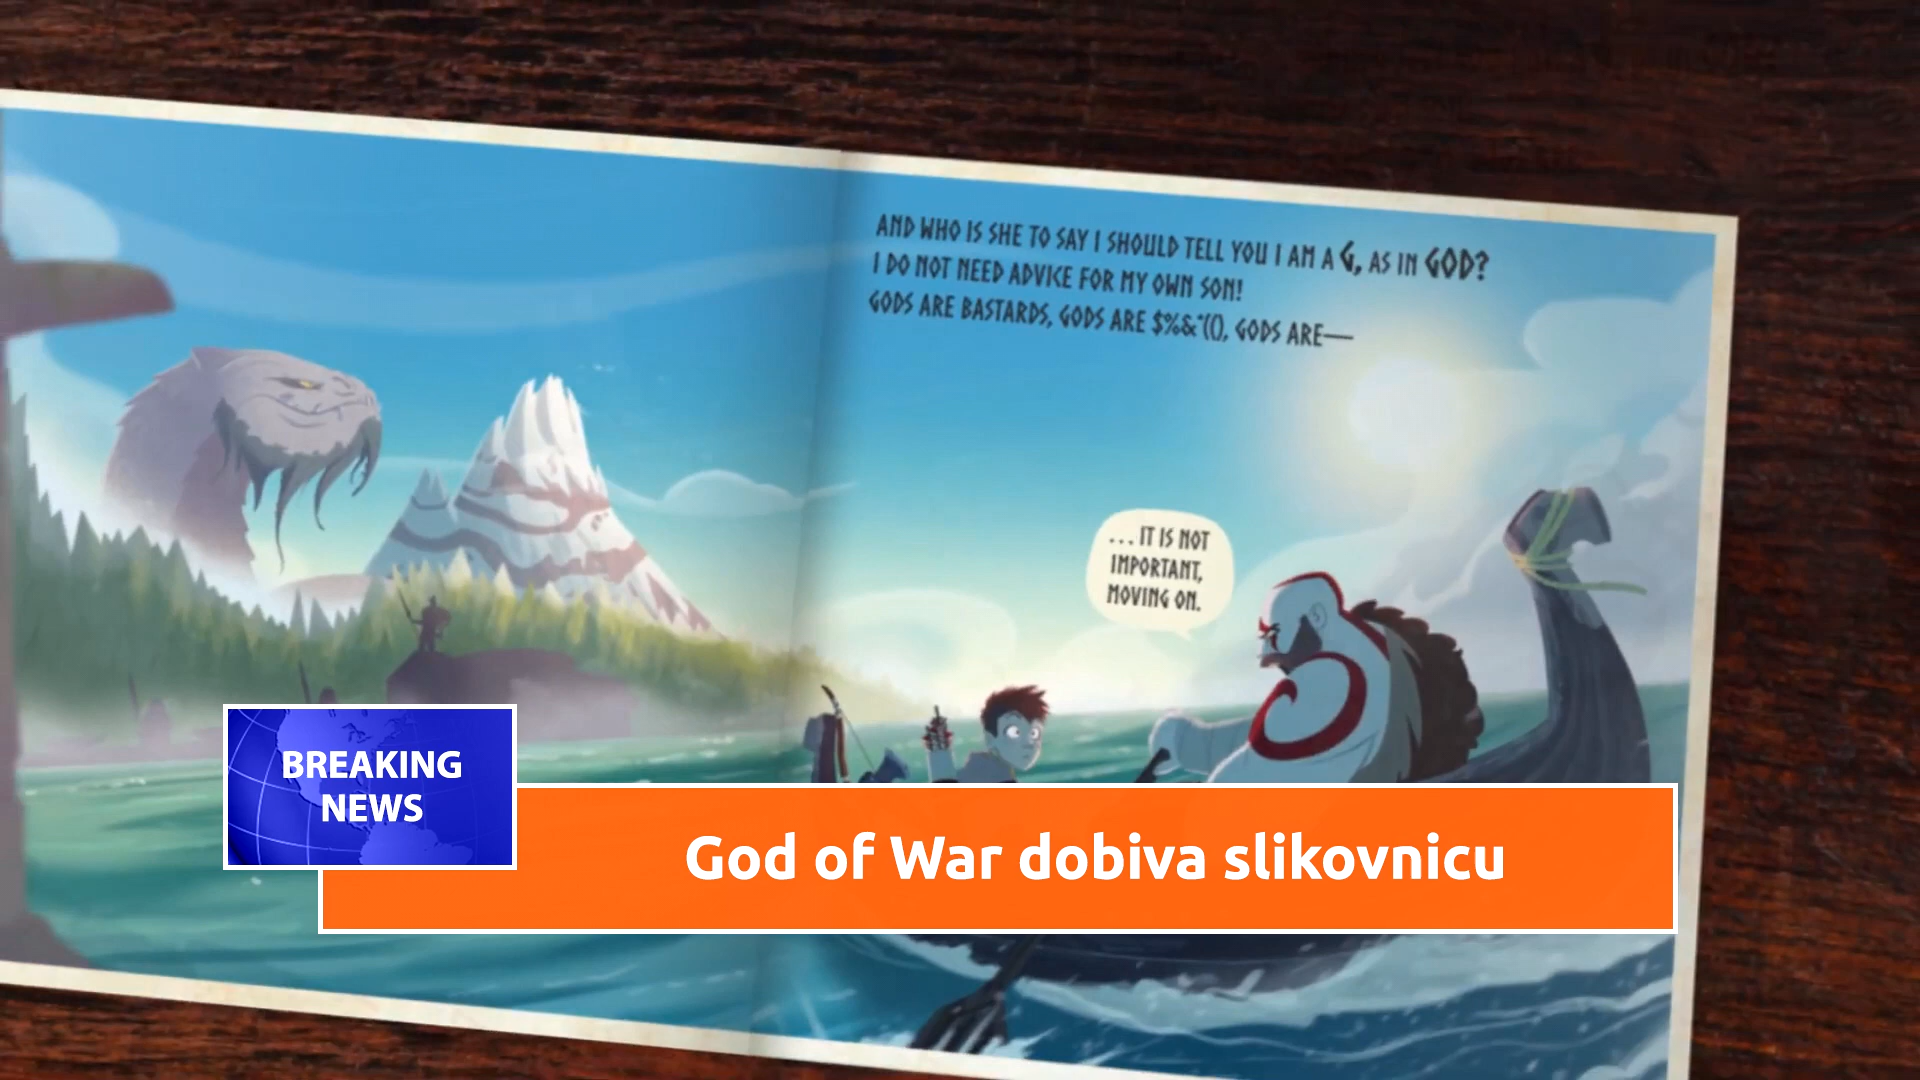 AND WHO IS SHE TO SAY I SHOULD TELL YOU I AM A G, AS IN GOD?
I DO NOT NEED ADVICE FOR MY OWN SON!
GODS ARE BASTARDS, GODS ARE $%&*((), GODS ARE—
... IT IS NOT
IMPORTANT,
MOVING ON.
BREAKING
NEWS
God of War dobiva slikovnicu